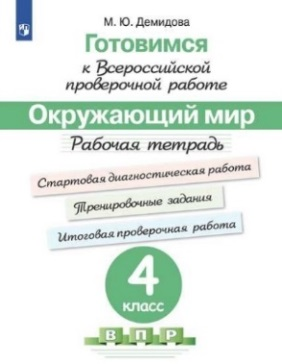 М. Ю. Демидова
Готовимся
к Всероссийской
проверочной работе
Окружающий мир
Рабочая тетрадь
Стартовая диагностическая работа
Тренировочные задания
Итоговая проверочная работа
4
класс
ВПР